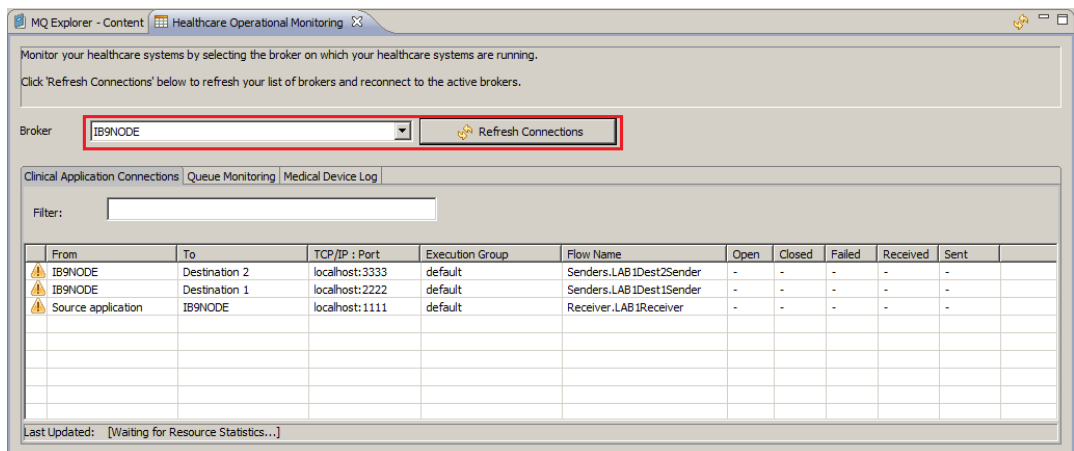 MQ Explorer - Content Healthcare Operational Monitoring
Monitor your healthcare systems by selecting the broker on which your healthcare systems are running.
Click 'Refresh Connections' below to refresh your list of brokers and reconnect to the active brokers.
Broker IB9NODE Refresh Connections
Clinical Application Connections Queue Monitoring Medical Device Log
Filter:
From To TCP/IP : Port Execution Group Flow Name Open Closed Failed Received Sent
IB9NODE Destination 2 localhost:3333 default Senders.LAB1Dest2Sender - - - - -
IB9NODE Destination 1 localhost:2222 default Senders.LAB1Dest1Sender - - - - -
Source application IB9NODE localhost:1111 default Receiver.LAB1Receiver - - - - -
Last Updated: [Waiting for Resource Statistics...]